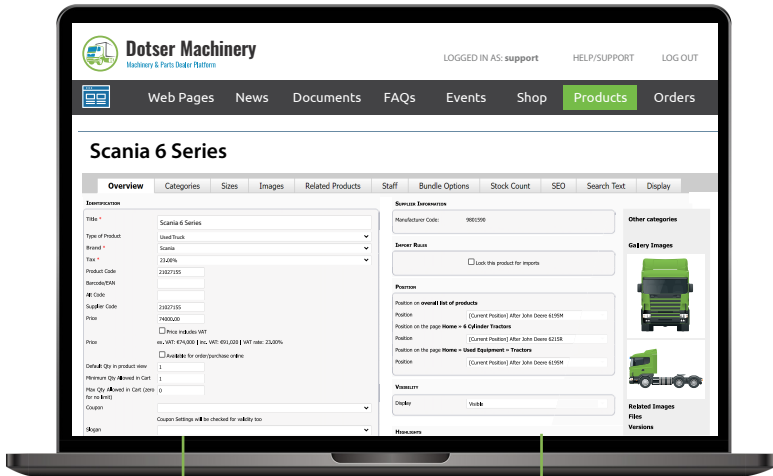 Dotser Machinery
Machinery & Parts Dealer Platform
LOGGED IN AS: support
HELP/SUPPORT
LOG OUT
Web Pages News Documents FAQs Events Shop Products Orders
Scania 6 Series
Overview Categories Sizes Images Related Products Staff Bundle Options Stock Count SEO Search Text Display
IDENTIFICATION
Title * Scania 6 Series
Type of Product Used Truck
Brand * Scania
Tax * 23.00%
Product Code 21027155
Barcode/EAN
Alt Code
Supplier Code 21027155
Price 74000.00
Price includes VAT
Price ex. VAT: €74,000 | inc. VAT: €91,020 | VAT rate: 23.00%
Available for order/purchase online
Default Qty in product view 1
Minimum Qty Allowed in Cart 1
Max Qty Allowed in Cart (zero 0
for no limit)
Coupon
Coupon Settings will be checked for validity too
Slogan
SUPPLIER INFORMATION
Manufacturer Code: 9801590
IMPORT RULES
Lock this product for imports
POSITION
Position on overall list of products
Position [Current Position] After John Deere 6195M
Position on the page Home » 6 Cylinder Tractors
Position [Current Position] After John Deere 6215R
Position on the page Home » Used Equipment » Tractors
Position [Current Position] After John Deere 6195M
VISIBILITY
Display Visible
HIGHLIGHTS
Other categories
Gallery Images
Related Images
Files
Versions